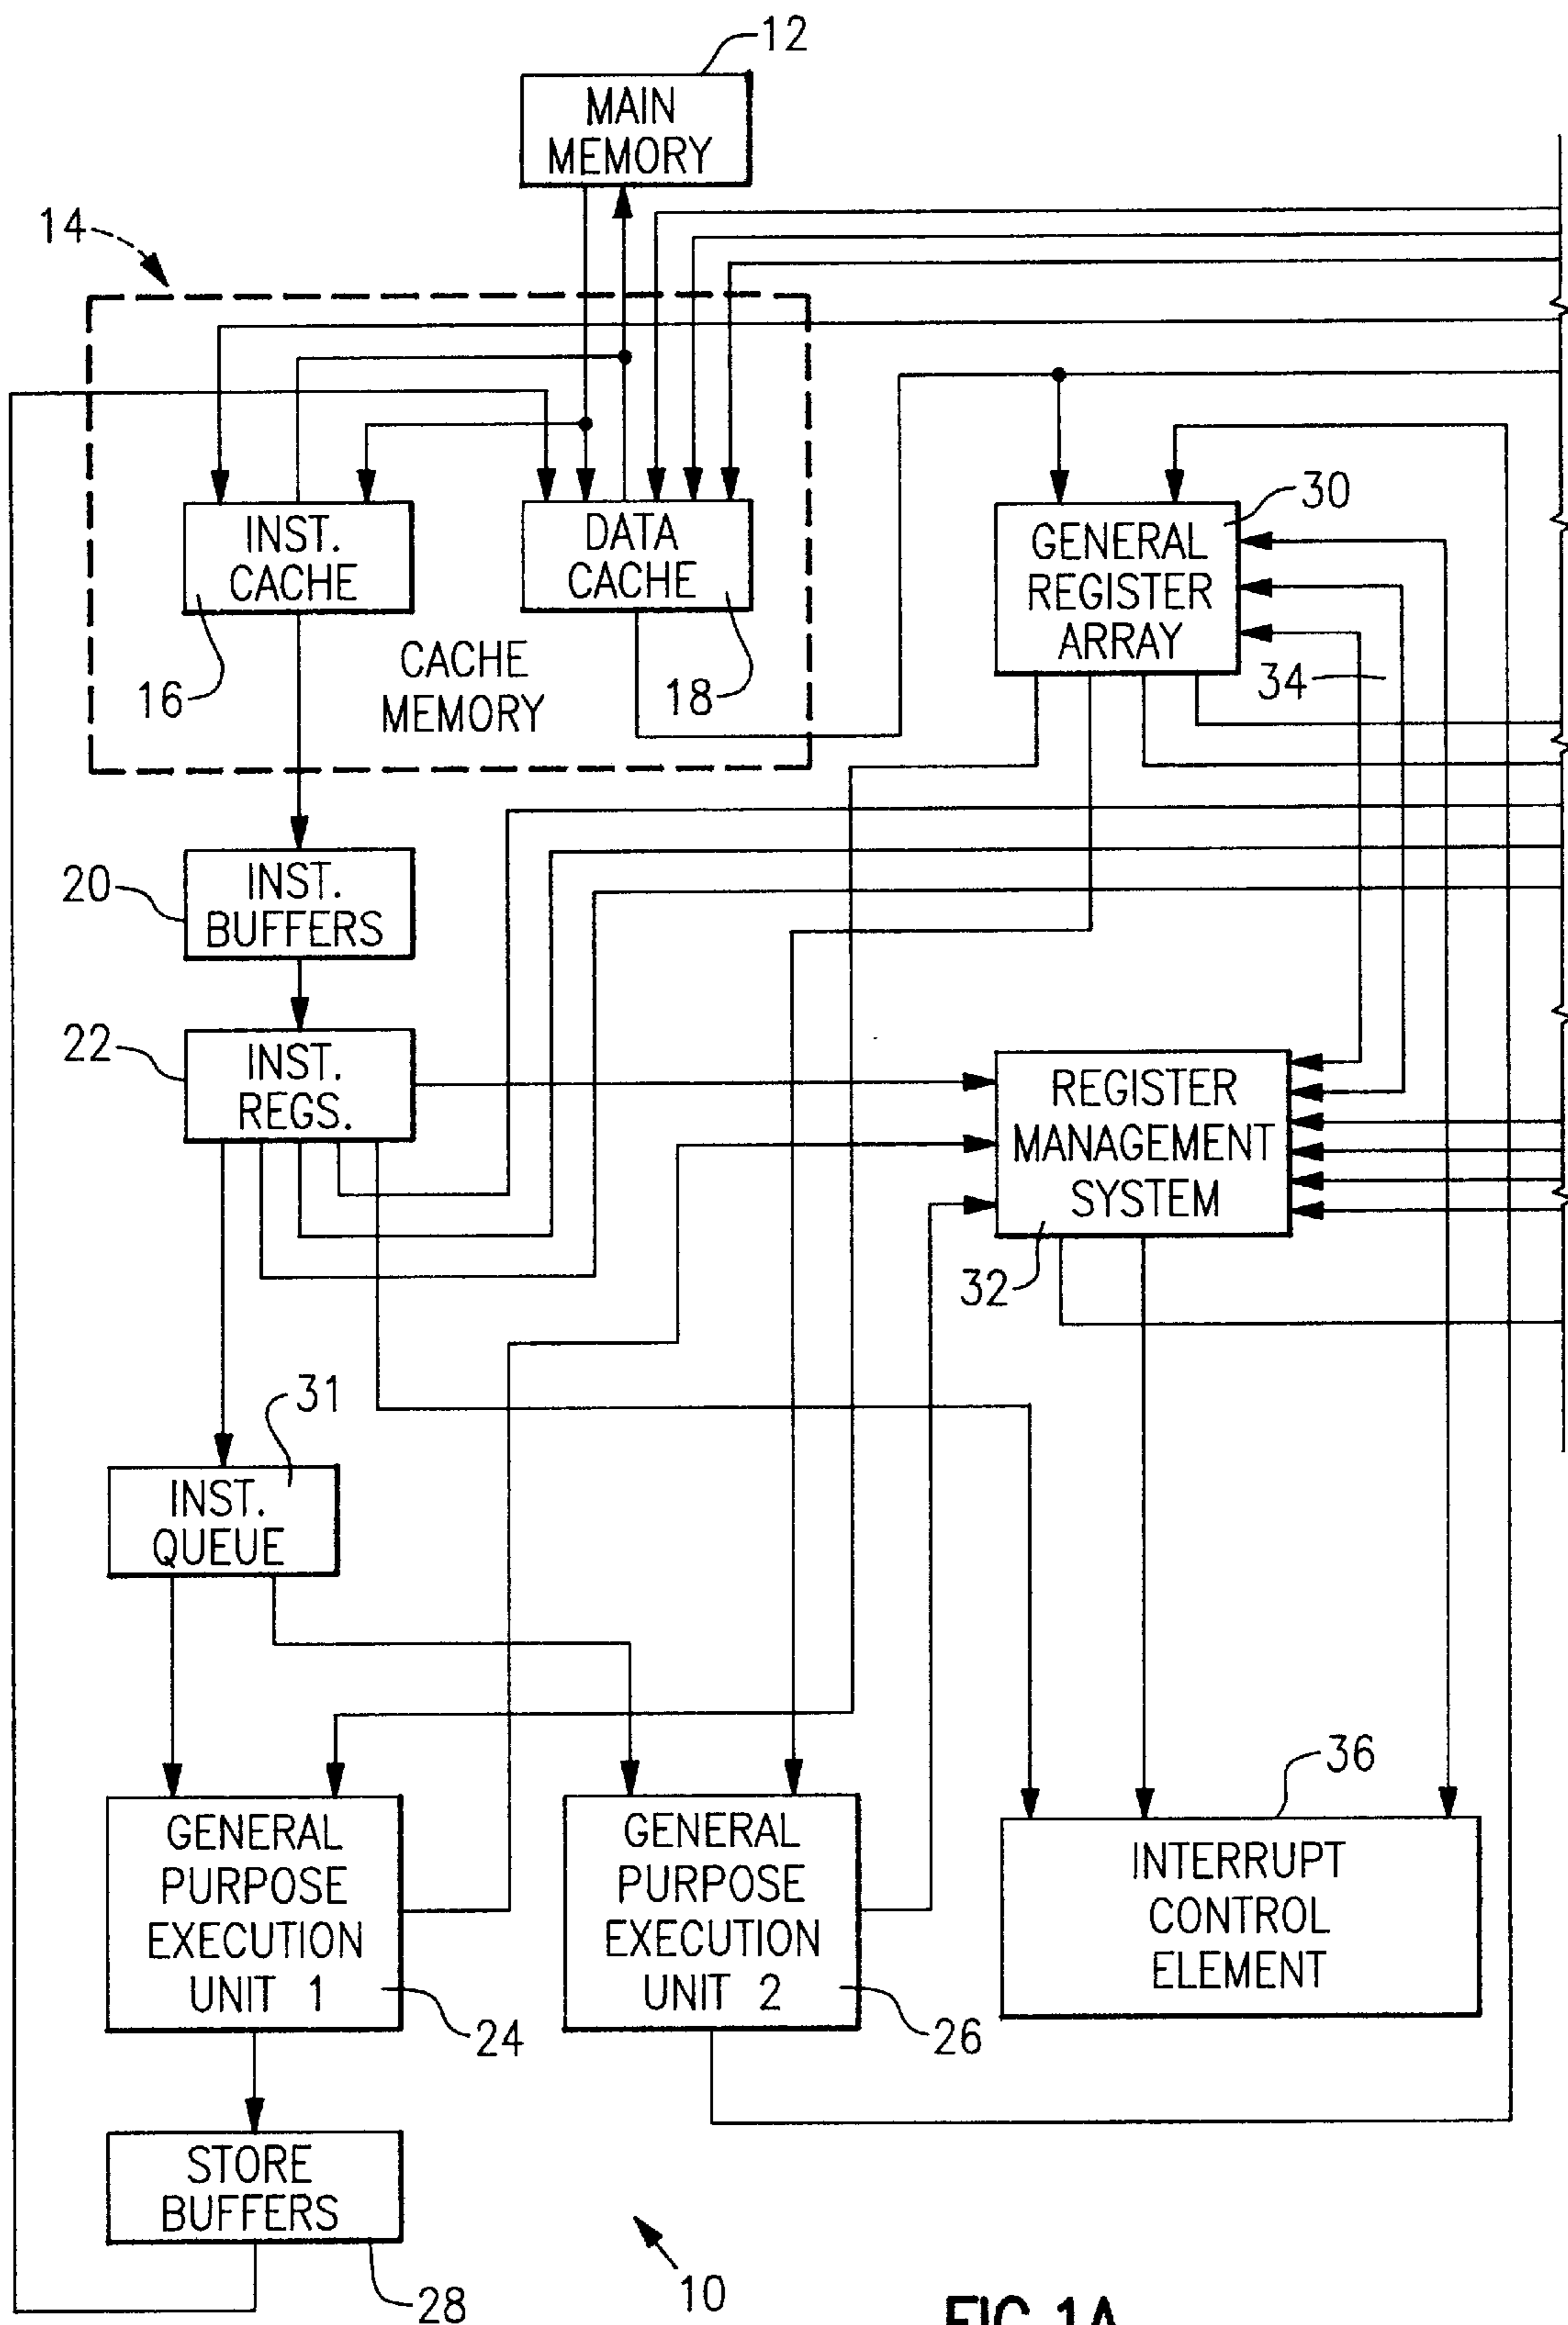 12
MAIN
MEMORY
14
INST.
CACHE
DATA
CACHE
30
GENERAL
REGISTER
ARRAY
16
CACHE
MEMORY
18
34
20
INST.
BUFFERS
22
INST.
REGS.
REGISTER
MANAGEMENT
SYSTEM
32
31
INST.
QUEUE
36
GENERAL
PURPOSE
EXECUTION
UNIT 1
GENERAL
PURPOSE
EXECUTION
UNIT 2
INTERRUPT
CONTROL
ELEMENT
24
26
STORE
BUFFERS
28
10
FIG. 1A